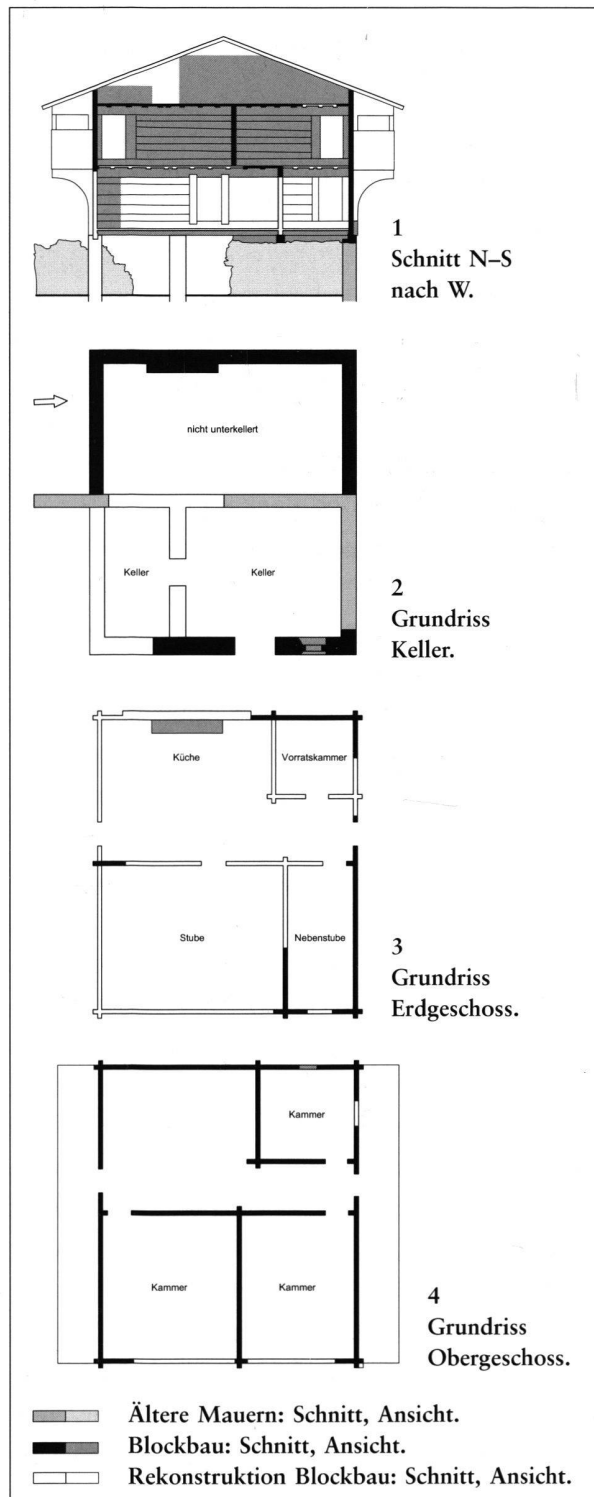 1
Schnitt N–S
nach W.
nicht unterkellert
Keller
Keller
2
Grundriss
Keller.
Küche
Vorratskammer
Stube
Nebenstube
3
Grundriss
Erdgeschoss.
Kammer
Kammer
Kammer
4
Grundriss
Obergeschoss.
Ältere Mauern: Schnitt, Ansicht.
Blockbau: Schnitt, Ansicht.
Rekonstruktion Blockbau: Schnitt, Ansicht.